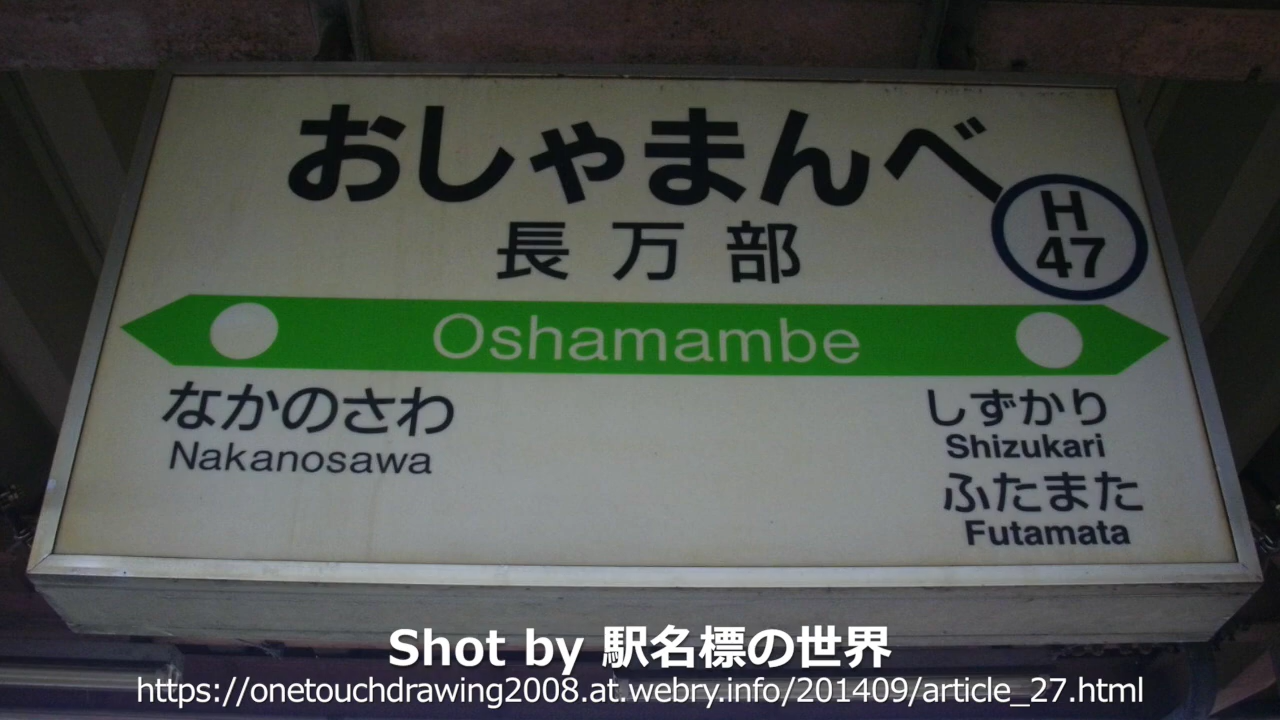 おしゃまんべ
H
47
長万部
Oshamambe
なかのさわ
Nakanosawa
しずかり
Shizukari
ふたまた
Futamata
Shot by 駅名標の世界
https://onetouchdrawing2008.at.webry.info/201409/article_27.html